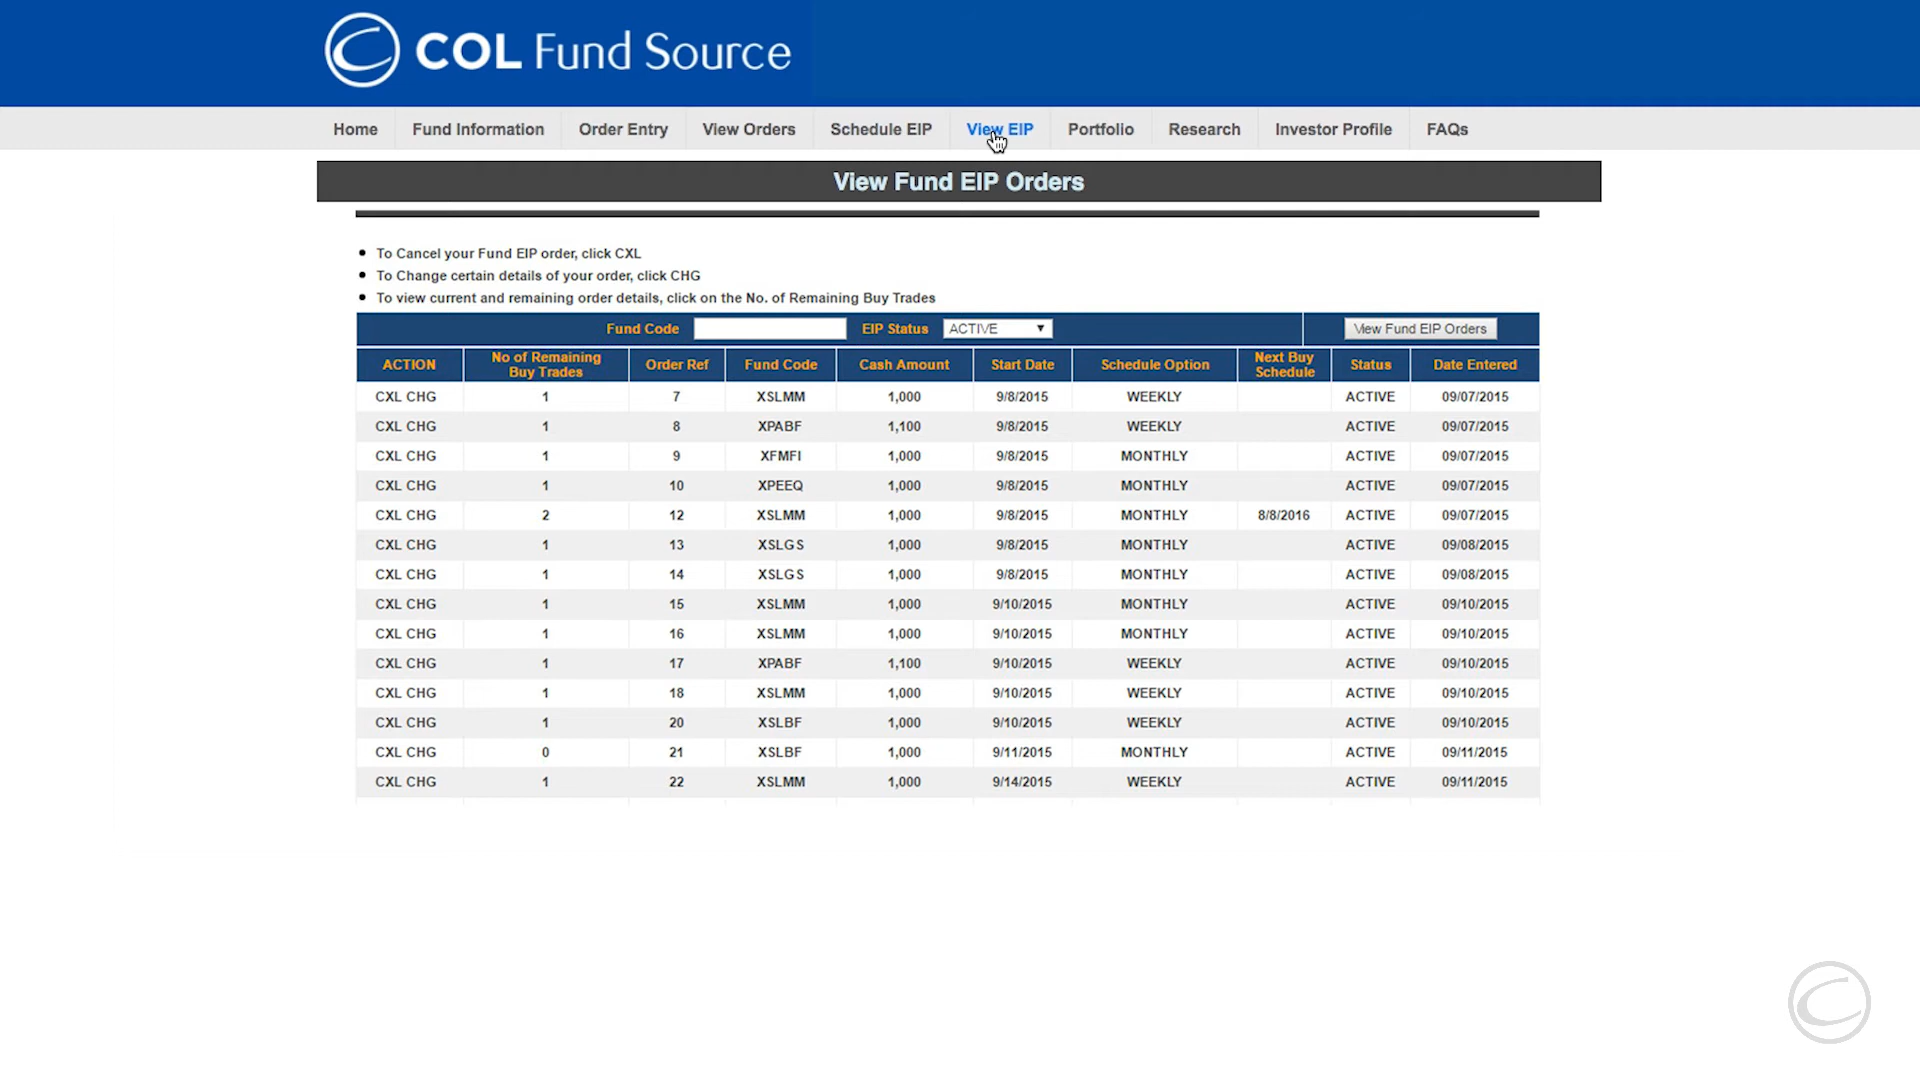 COL Fund Source
Home Fund Information Order Entry View Orders Schedule EIP View EIP Portfolio Research Investor Profile FAQs
View Fund EIP Orders
To Cancel your Fund EIP order, click CXL
To Change certain details of your order, click CHG
To view current and remaining order details, click on the No. of Remaining Buy Trades
Fund Code EIP Status ACTIVE View Fund EIP Orders
ACTION No of Remaining Buy Trades Order Ref Fund Code Cash Amount Start Date Schedule Option Next Buy Schedule Status Date Entered
CXL CHG 1 7 XSLMM 1,000 9/8/2015 WEEKLY ACTIVE 09/07/2015
CXL CHG 1 8 XPABF 1,100 9/8/2015 WEEKLY ACTIVE 09/07/2015
CXL CHG 1 9 XFMFI 1,000 9/8/2015 MONTHLY ACTIVE 09/07/2015
CXL CHG 1 10 XPEEQ 1,000 9/8/2015 MONTHLY ACTIVE 09/07/2015
CXL CHG 2 12 XSLMM 1,000 9/8/2015 MONTHLY 8/8/2016 ACTIVE 09/07/2015
CXL CHG 1 13 XSLGS 1,000 9/8/2015 MONTHLY ACTIVE 09/08/2015
CXL CHG 1 14 XSLGS 1,000 9/8/2015 MONTHLY ACTIVE 09/08/2015
CXL CHG 1 15 XSLMM 1,000 9/10/2015 MONTHLY ACTIVE 09/10/2015
CXL CHG 1 16 XSLMM 1,000 9/10/2015 MONTHLY ACTIVE 09/10/2015
CXL CHG 1 17 XPABF 1,100 9/10/2015 WEEKLY ACTIVE 09/10/2015
CXL CHG 1 18 XSLMM 1,000 9/10/2015 WEEKLY ACTIVE 09/10/2015
CXL CHG 1 20 XSLBF 1,000 9/10/2015 WEEKLY ACTIVE 09/10/2015
CXL CHG 0 21 XSLBF 1,000 9/11/2015 MONTHLY ACTIVE 09/11/2015
CXL CHG 1 22 XSLMM 1,000 9/14/2015 WEEKLY ACTIVE 09/11/2015